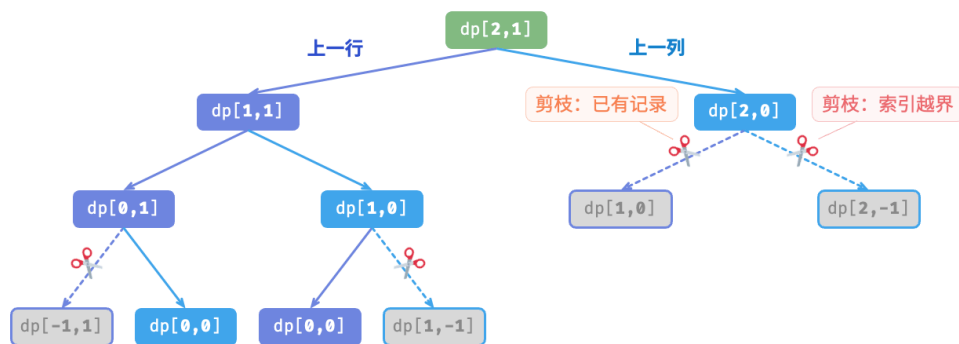 dp[2,1]
上一行
上一列
dp[1,1]
剪枝：已有记录
dp[2,0]
剪枝：索引越界
dp[0,1]
dp[1,0]
dp[1,0]
dp[2,-1]
dp[-1,1]
dp[0,0]
dp[0,0]
dp[1,-1]